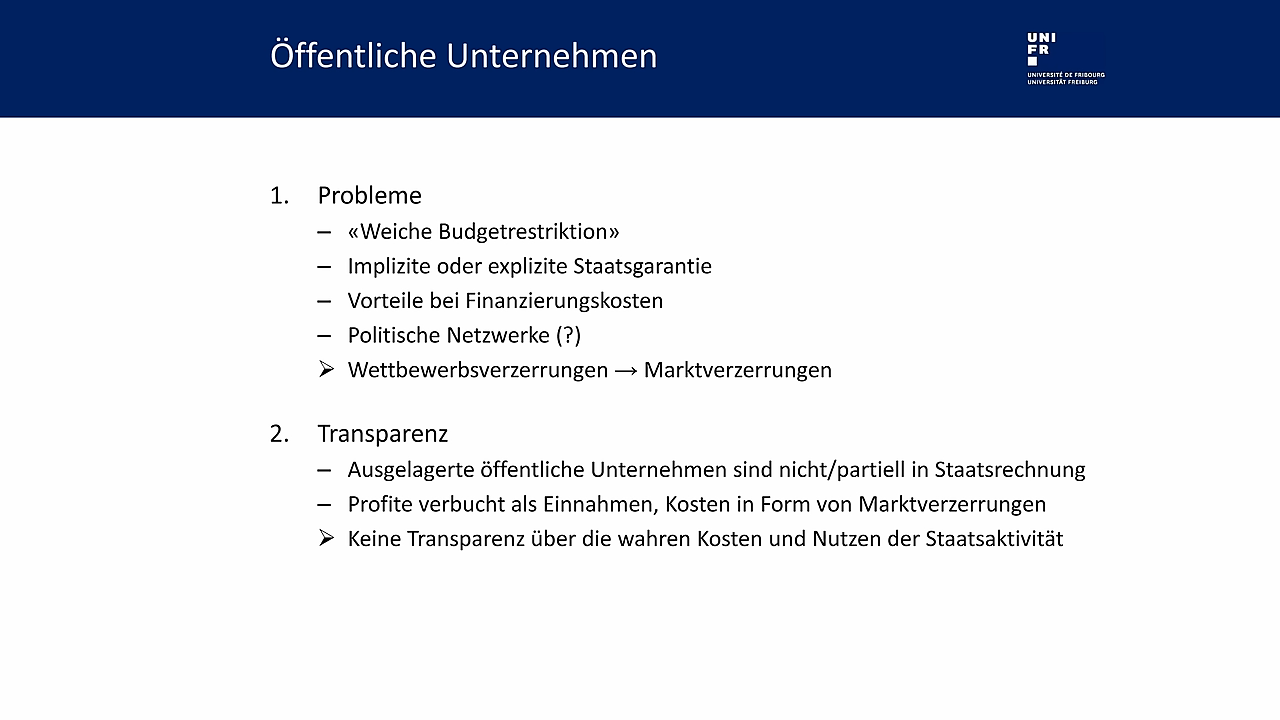 Öffentliche Unternehmen
UNI
FR
UNIVERSITÉ DE FRIBOURG
UNIVERSITÄT FREIBURG
1. Probleme
– «Weiche Budgetrestriktion»
– Implizite oder explizite Staatsgarantie
– Vorteile bei Finanzierungskosten
– Politische Netzwerke (?)
➢ Wettbewerbsverzerrungen → Marktverzerrungen
2. Transparenz
– Ausgelagerte öffentliche Unternehmen sind nicht/partiell in Staatsrechnung
– Profite verbucht als Einnahmen, Kosten in Form von Marktverzerrungen
➢ Keine Transparenz über die wahren Kosten und Nutzen der Staatsaktivität